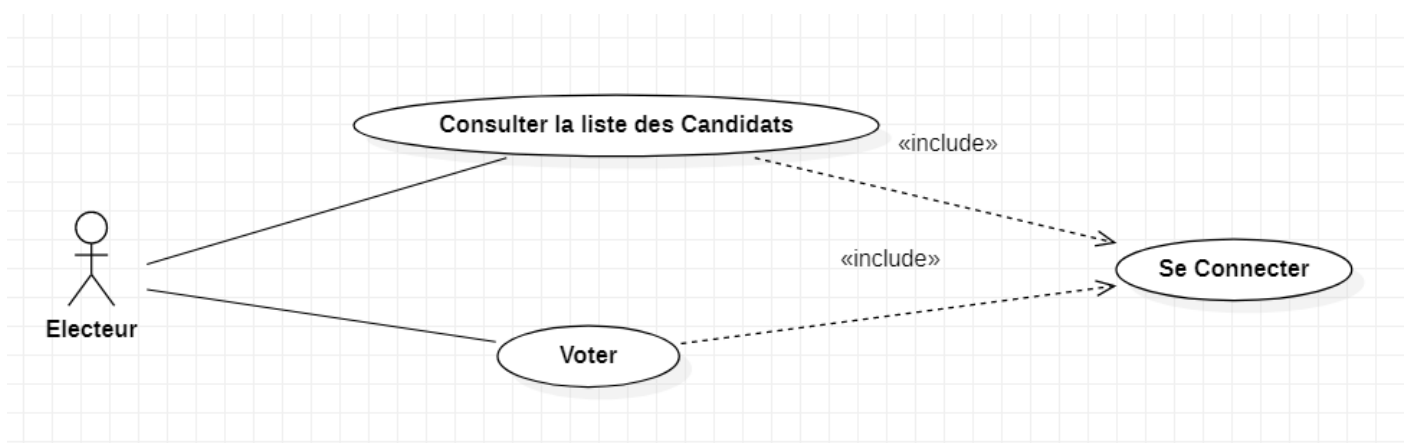 Consulter la liste des Candidats
«include»
«include»
Se Connecter
Electeur
Voter